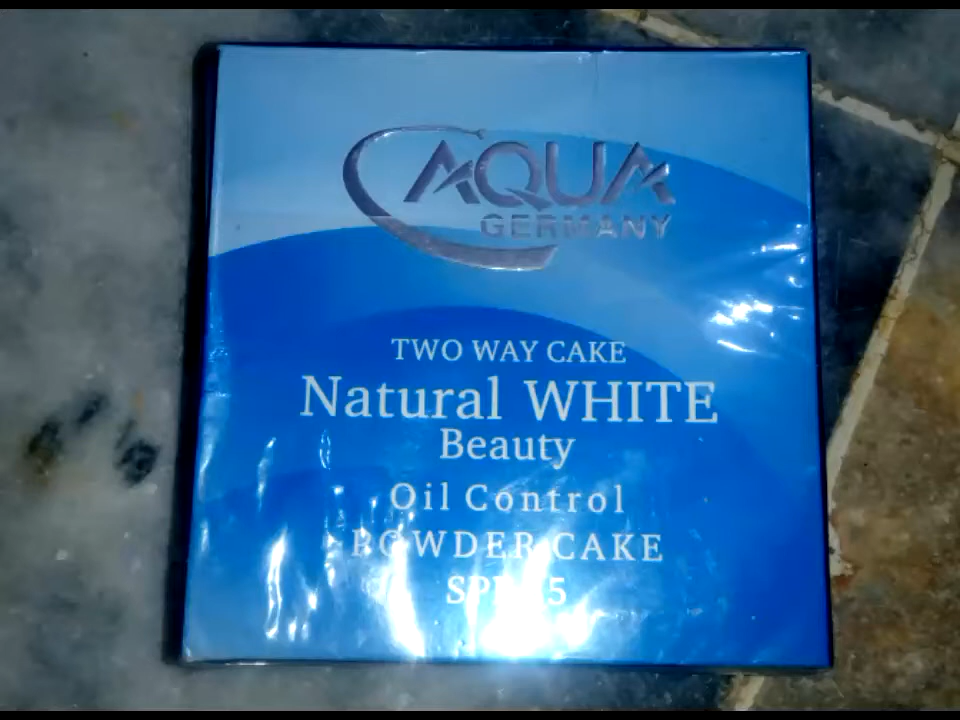 AQUA
GERMANY
TWO WAY CAKE
Natural WHITE
Beauty
Oil Control
POWDER CAKE